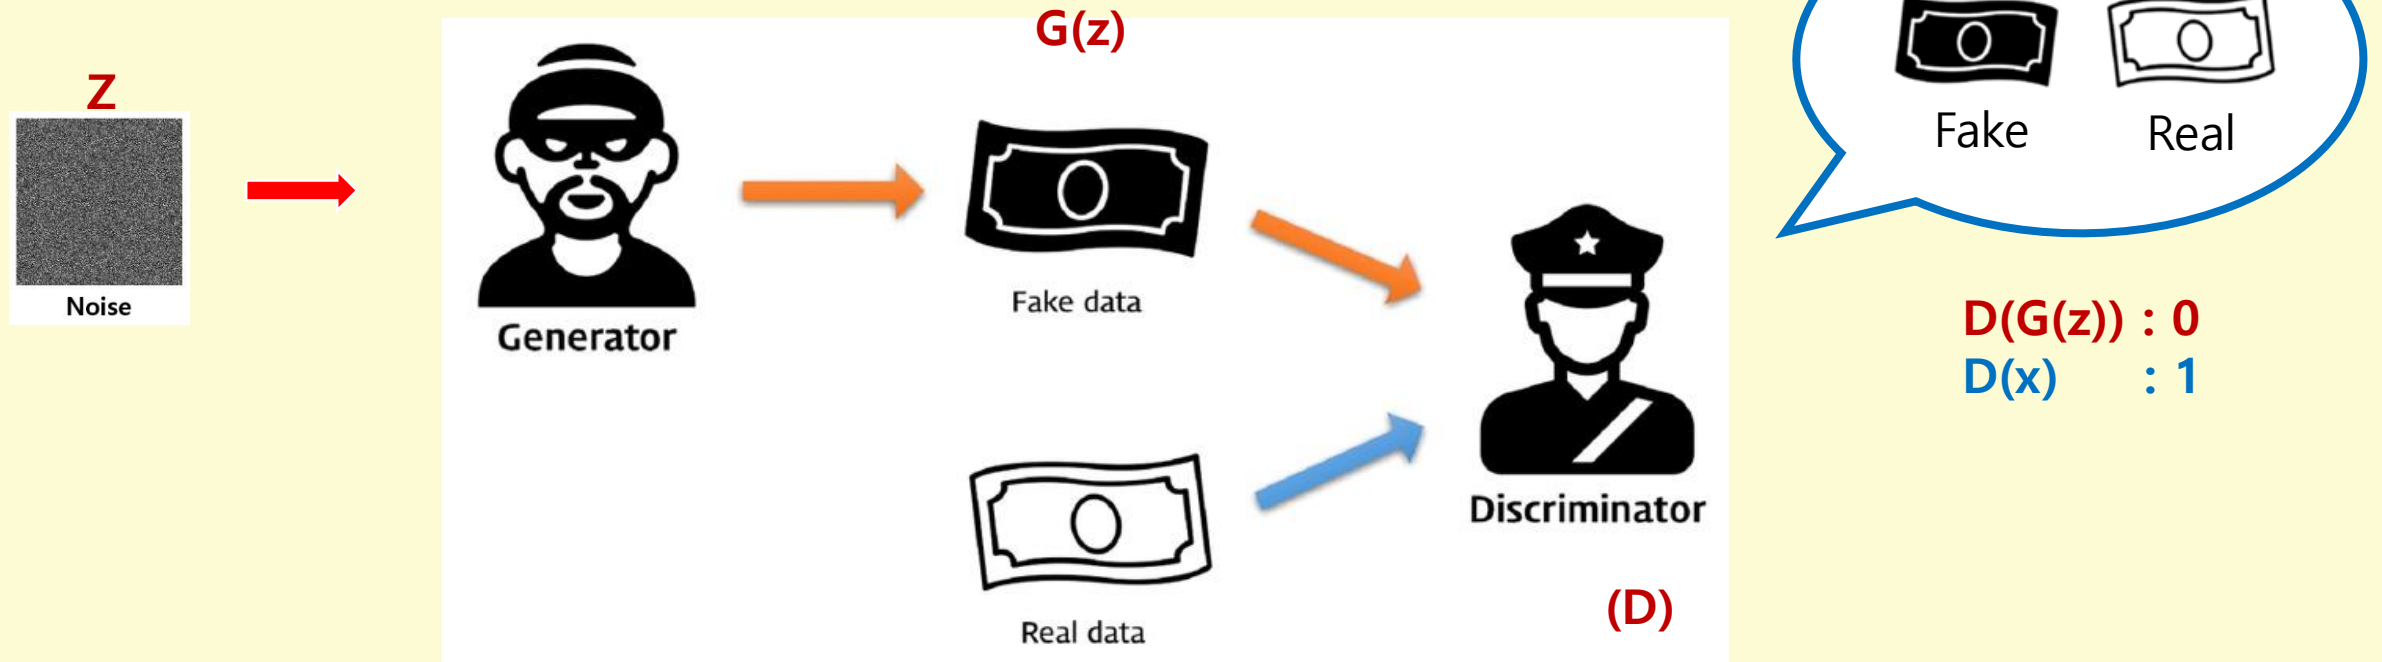 G(z)
Z
Noise
Generator
Fake data
Real data
Discriminator
(D)
Fake Real
D(G(z)) : 0
D(x) : 1